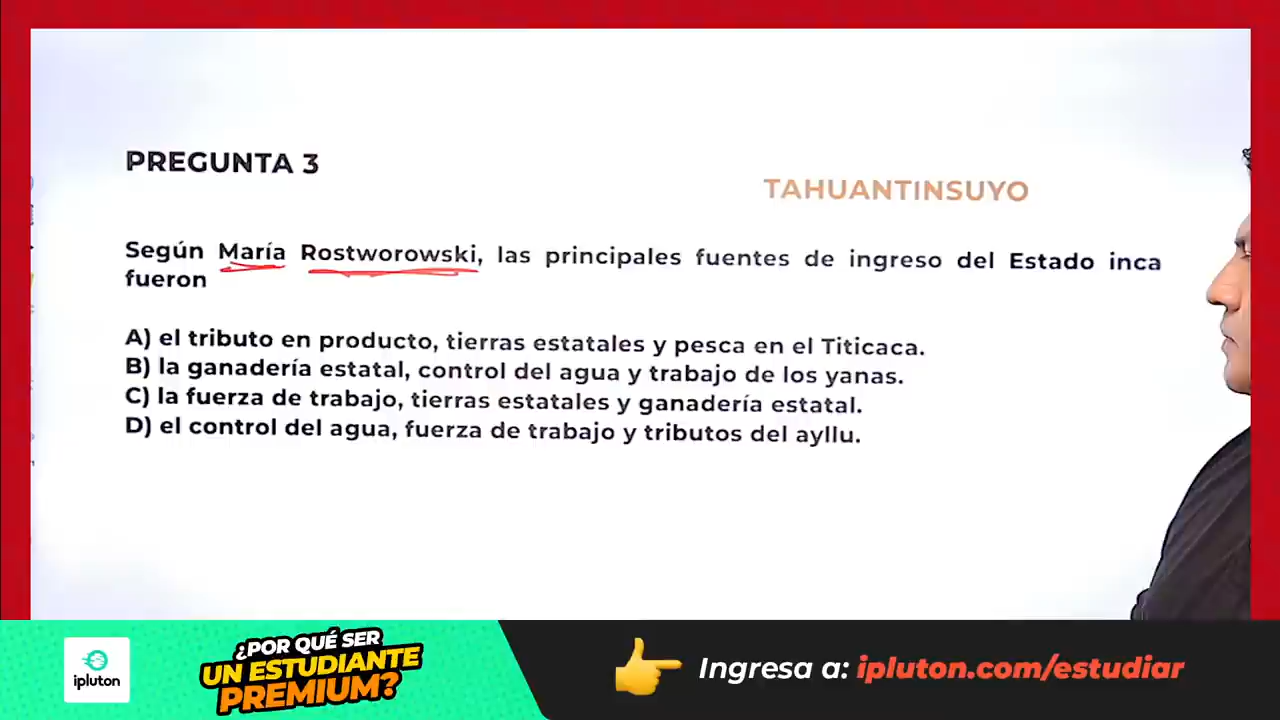 PREGUNTA 3
TAHUANTINSUYO
Según María Rostworowski, las principales fuentes de ingreso del Estado inca
fueron
A) el tributo en producto, tierras estatales y pesca en el Titicaca.
B) la ganadería estatal, control del agua y trabajo de los yanas.
C) la fuerza de trabajo, tierras estatales y ganadería estatal.
D) el control del agua, fuerza de trabajo y tributos del ayllu.
ipluton
¿POR QUÉ SER
UN ESTUDIANTE
PREMIUM?
Ingresa a: ipluton.com/estudiar